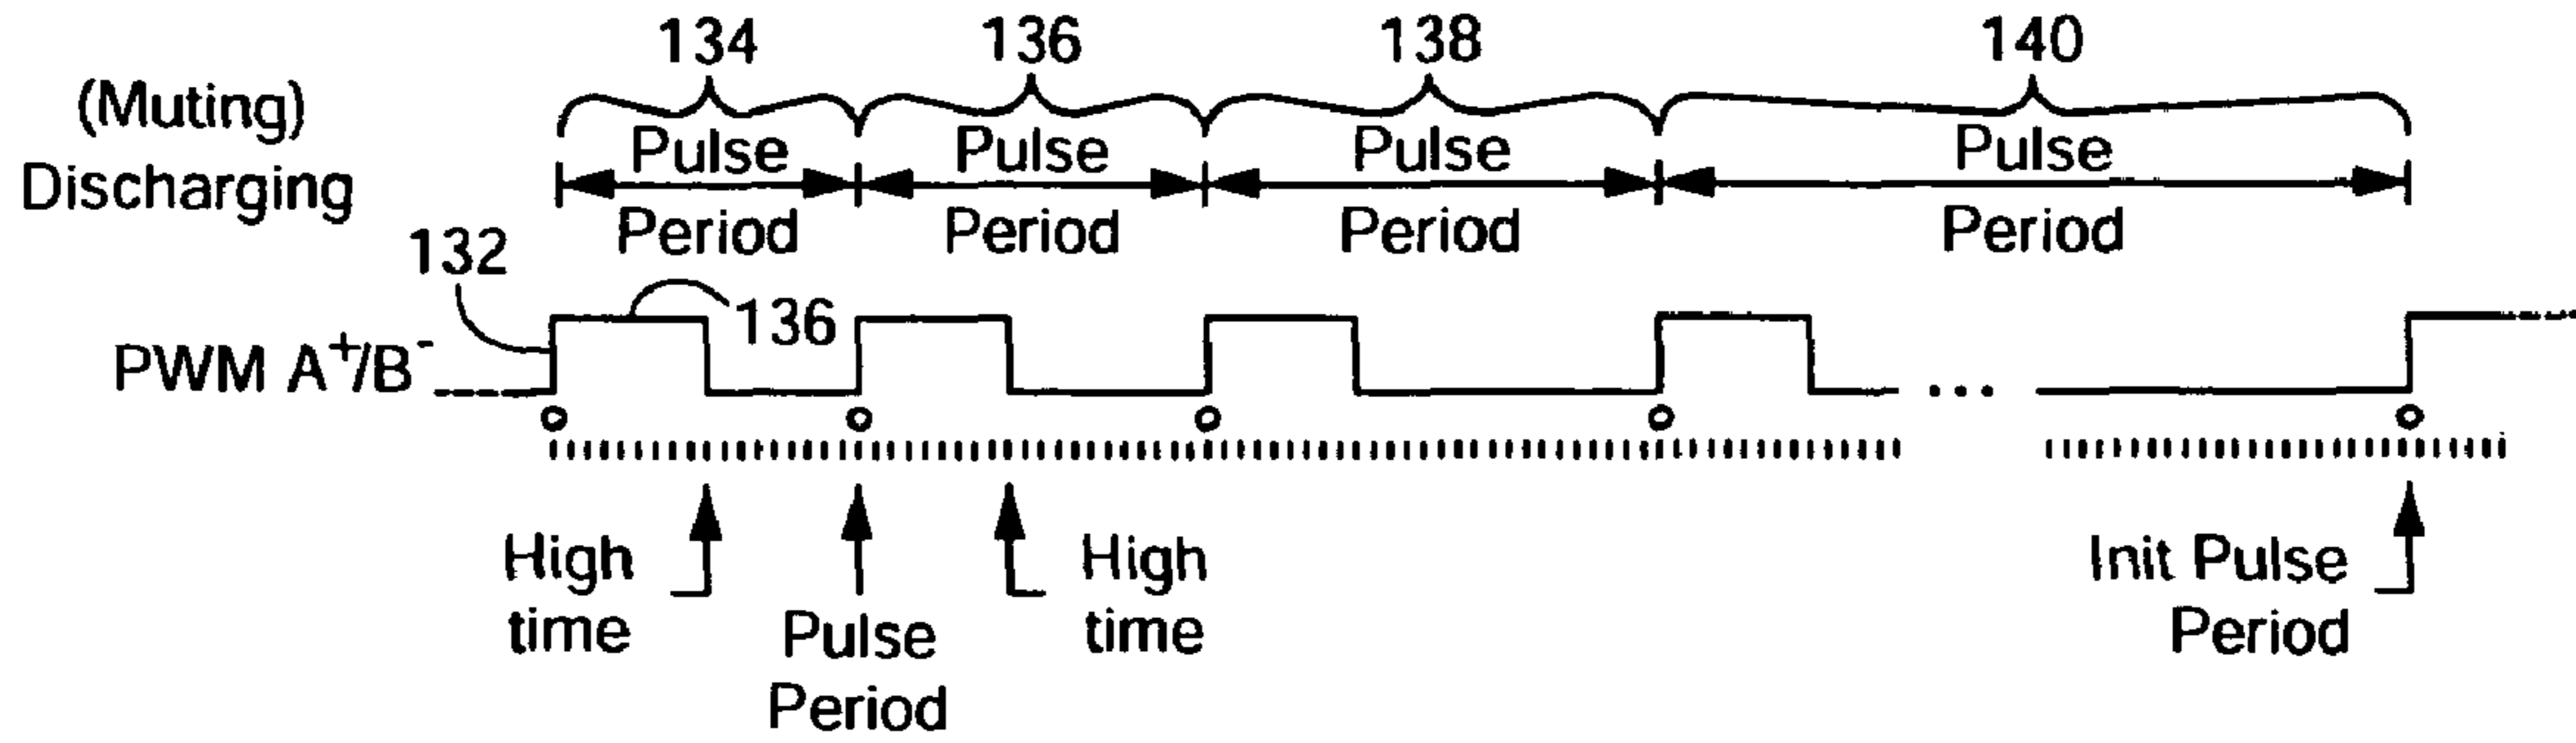 134 136 138 140
(Muting)
Discharging
Pulse Pulse Pulse Pulse
Period Period Period Period
132
136
PWM A+/B-
...
High
time
Pulse
Period
High
time
Init Pulse
Period